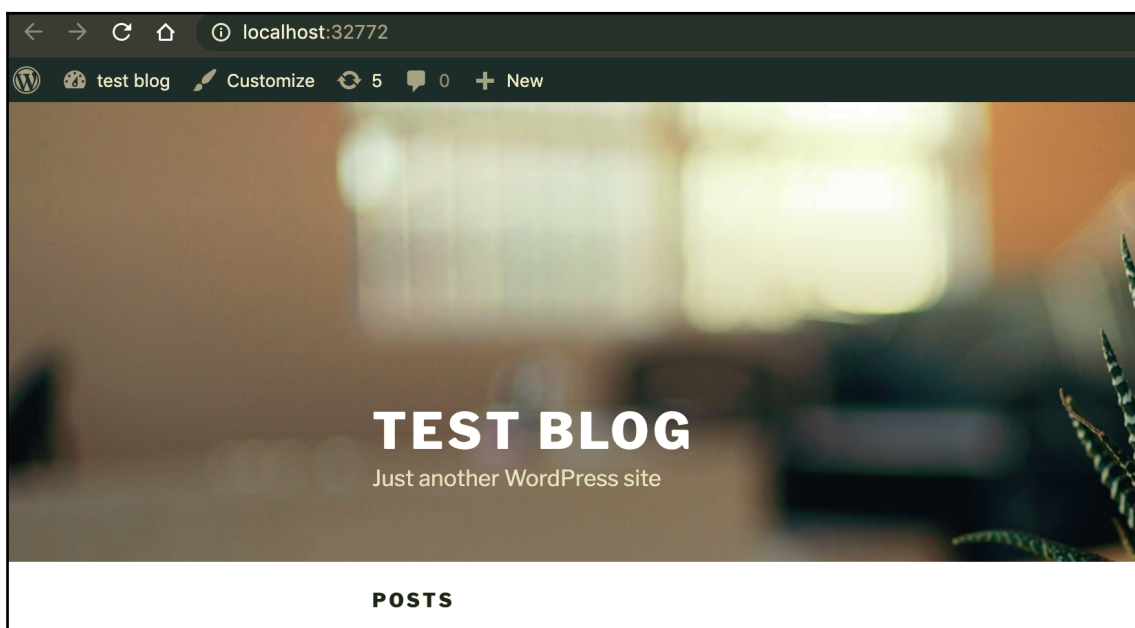 localhost:32772
test blog Customize 5 0 New
TEST BLOG
Just another WordPress site
POSTS